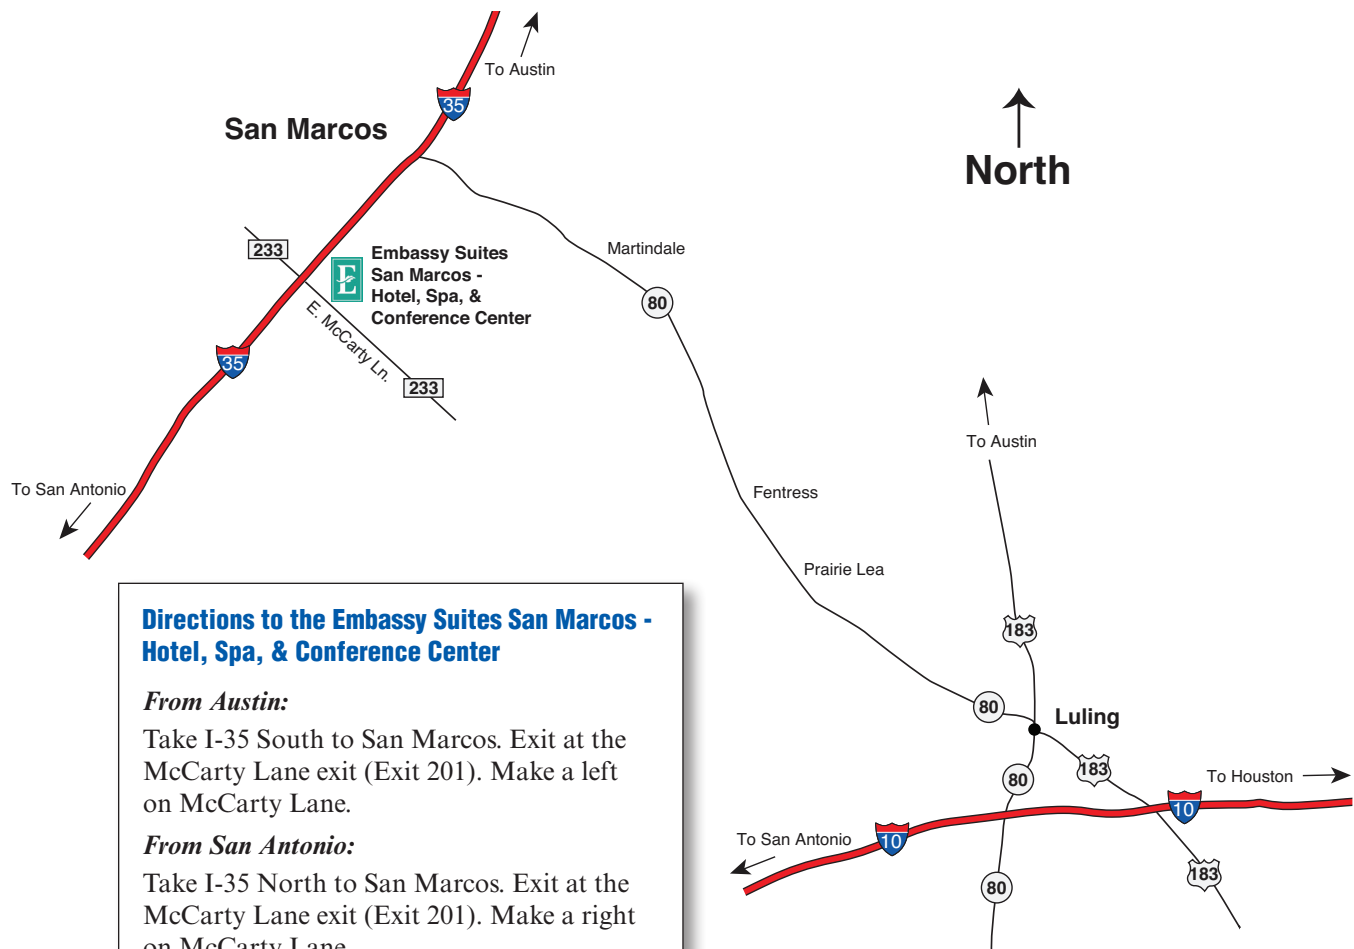 To Austin
35
San Marcos
North
233
Embassy Suites
San Marcos -
Hotel, Spa, &
Conference Center
E
Martindale
80
E. McCarty Ln.
35
233
To Austin
To San Antonio
Fentress
Prairie Lea
183
80
Luling
80
183
To Houston
10
To San Antonio
10
80
183
Directions to the Embassy Suites San Marcos -
Hotel, Spa, & Conference Center
From Austin:
Take I-35 South to San Marcos. Exit at the
McCarty Lane exit (Exit 201). Make a left
on McCarty Lane.
From San Antonio:
Take I-35 North to San Marcos. Exit at the
McCarty Lane exit (Exit 201). Make a right
on McCarty Lane.